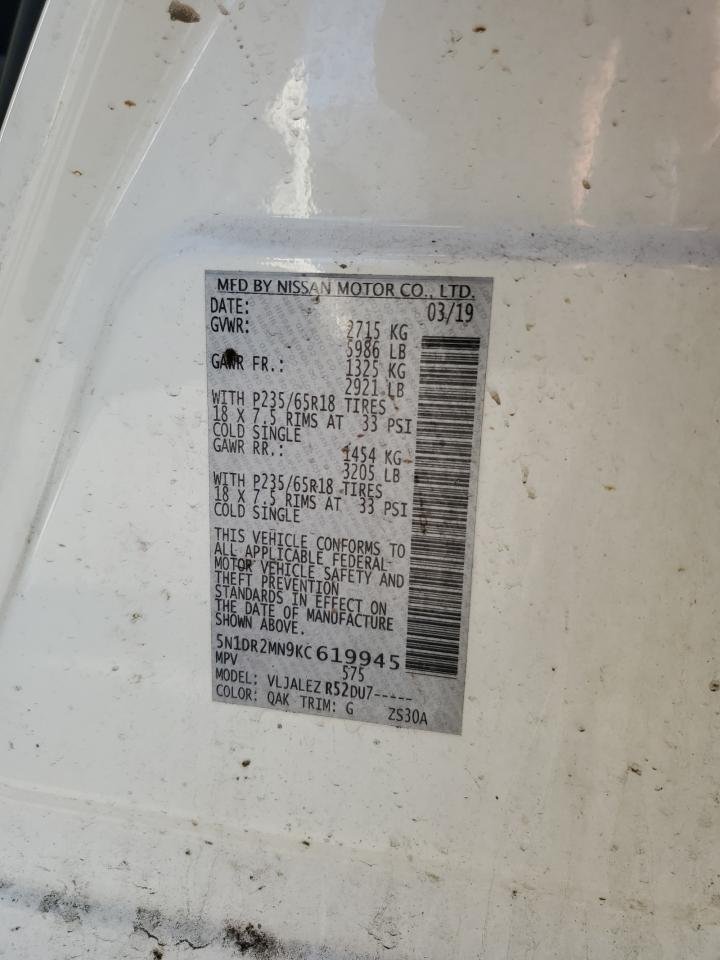 MFD BY NISSAN MOTOR CO., LTD.
DATE: 03/19
GVWR: 2715 KG
5986 LB
GAWR FR.: 1325 KG
2921 LB
WITH P235/65R18 TIRES
18 X 7.5 RIMS AT 33 PSI
COLD SINGLE
GAWR RR.: 1454 KG
3205 LB
WITH P235/65R18 TIRES
18 X 7.5 RIMS AT 33 PSI
COLD SINGLE
THIS VEHICLE CONFORMS TO
ALL APPLICABLE FEDERAL
MOTOR VEHICLE SAFETY AND
THEFT PREVENTION
STANDARDS IN EFFECT ON
THE DATE OF MANUFACTURE
SHOWN ABOVE.
5N1DR2MN9KC619945
MPV 575
MODEL: VLJALEZ R52DU7-----
COLOR: QAK TRIM: G ZS30A